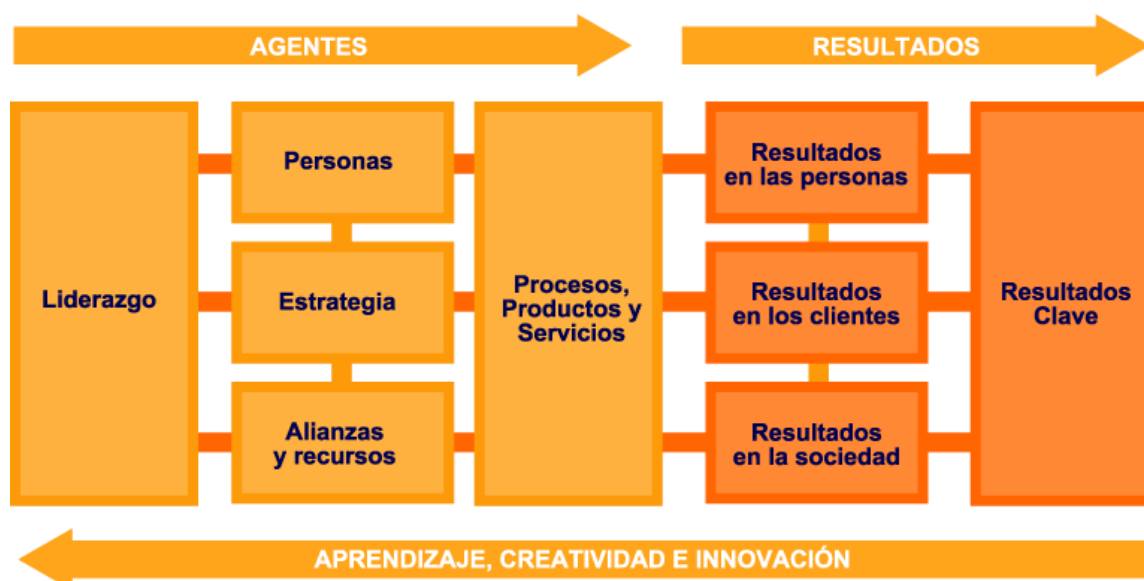 AGENTES
RESULTADOS
Liderazgo
Personas
Estrategia
Alianzas
y recursos
Procesos,
Productos y
Servicios
Resultados
en las personas
Resultados
en los clientes
Resultados
en la sociedad
Resultados
Clave
APRENDIZAJE, CREATIVIDAD E INNOVACIÓN